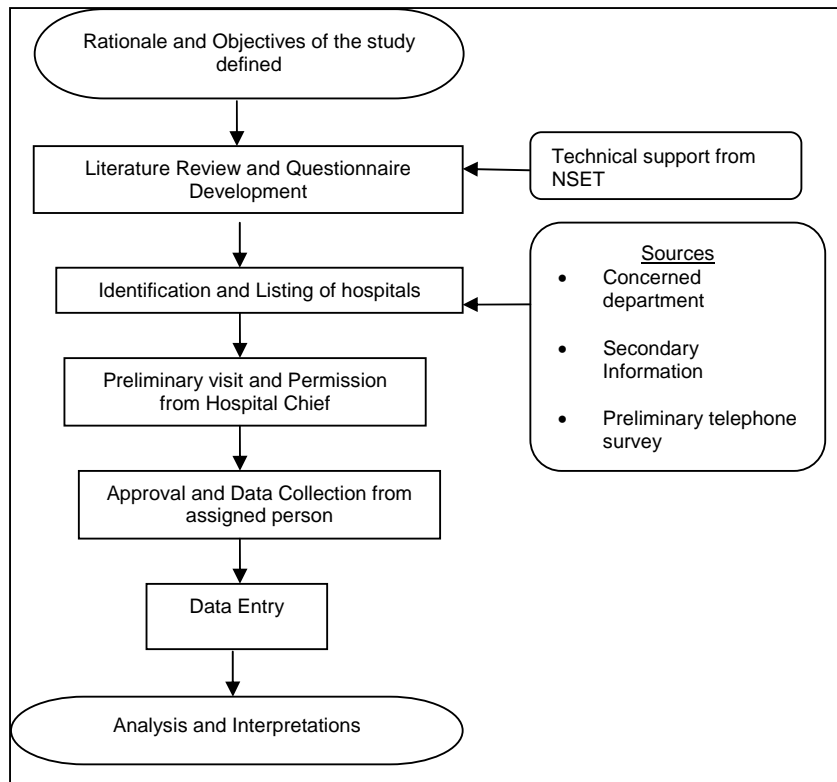 Rationale and Objectives of the study
defined
Literature Review and Questionnaire
Development
Technical support from
NSET
Identification and Listing of hospitals
Sources
• Concerned
department
• Secondary
Information
• Preliminary telephone
survey
Preliminary visit and Permission
from Hospital Chief
Approval and Data Collection from
assigned person
Data Entry
Analysis and Interpretations